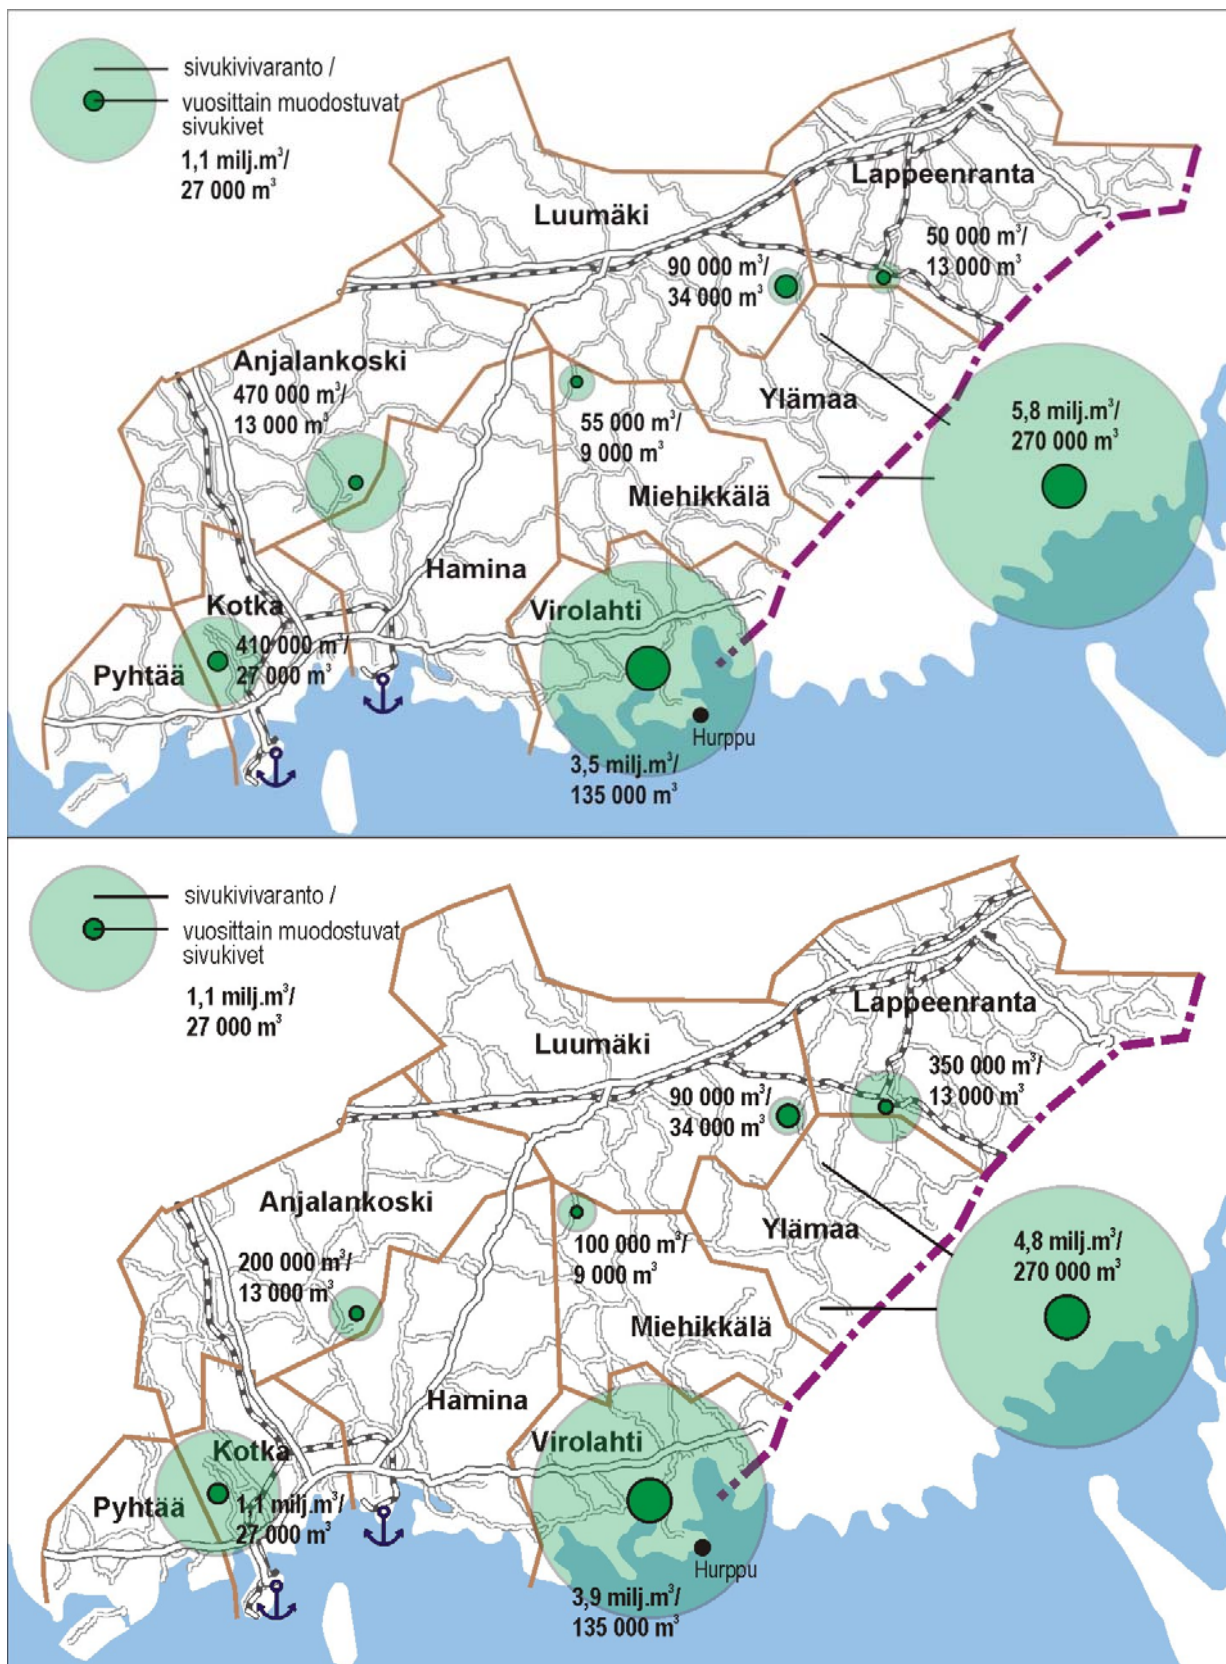 sivukivivaranto /
vuosittain muodostuvat
sivukivet
1,1 milj.m³/
27 000 m³
Lappeenranta
Luumäki
50 000 m³/
13 000 m³
90 000 m³/
34 000 m³
Anjalankoski
470 000 m³/
13 000 m³
Ylämaa
5,8 milj.m³/
270 000 m³
55 000 m³/
9 000 m³
Miehikkälä
Hamina
Virolahti
Kotka
410 000 m³/
27 000 m³
Pyhtää
Hurppu
3,5 milj.m³/
135 000 m³
sivukivivaranto /
vuosittain muodostuvat
sivukivet
1,1 milj.m³/
27 000 m³
Lappeenranta
Luumäki
350 000 m³/
13 000 m³
90 000 m³/
34 000 m³
Anjalankoski
200 000 m³/
13 000 m³
Ylämaa
4,8 milj.m³/
270 000 m³
100 000 m³/
9 000 m³
Miehikkälä
Hamina
Virolahti
Kotka
1,1 milj.m³/
27 000 m³
Pyhtää
Hurppu
3,9 milj.m³/
135 000 m³